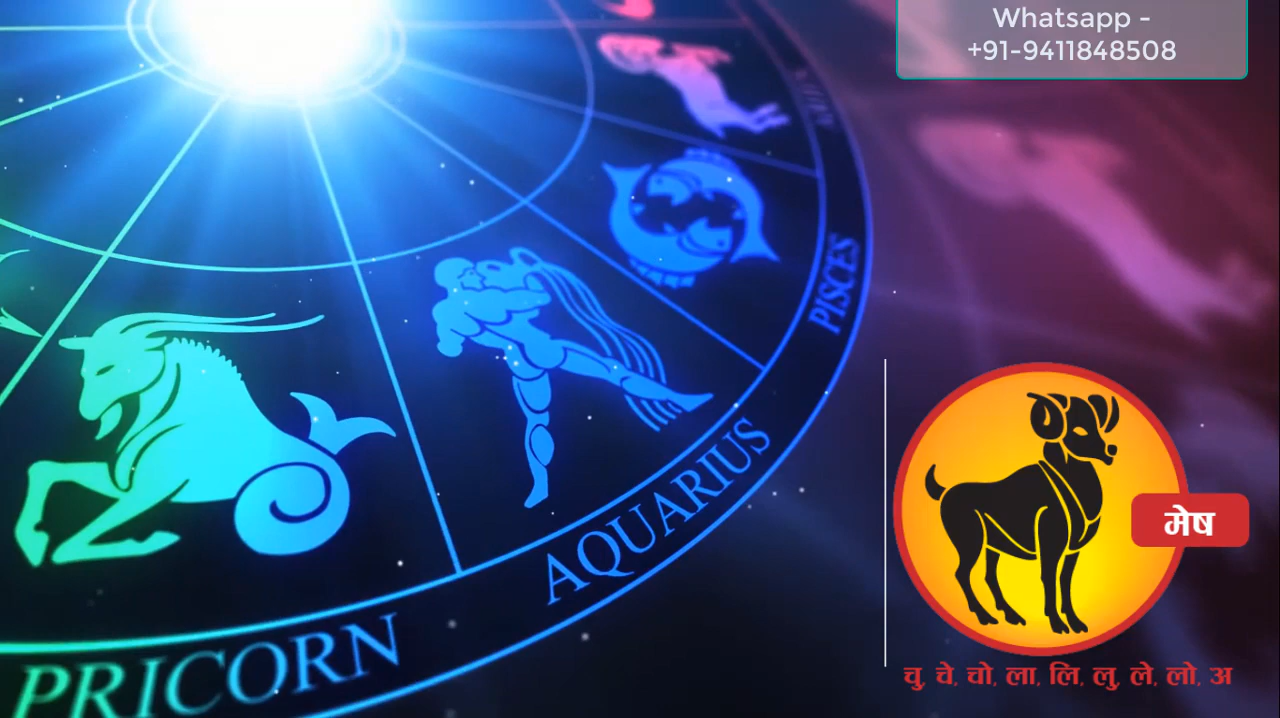 Whatsapp -
+91-9411848508
PISCES
AQUARIUS
PRICORN
मेष
चु, चे, चो, ला, लि, लु, ले, लो, अ